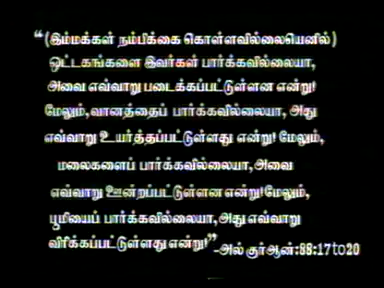 “(இம்மக்கள் நம்பிக்கை கொள்ளவில்லையெனில்)
ஒட்டகங்களை இவர்கள் பார்க்கவில்லையா,
அவை எவ்வாறு படைக்கப்பட்டுள்ளன என்று!
மேலும், வானத்தைப் பார்க்கவில்லையா, அது
எவ்வாறு உயர்த்தப்பட்டுள்ளது என்று! மேலும்,
மலைகளைப் பார்க்கவில்லையா, அவை
எவ்வாறு ஊன்றப்பட்டுள்ளன என்று! மேலும்,
பூமியைப் பார்க்கவில்லையா, அது எவ்வாறு
விரிக்கப்பட்டுள்ளது என்று!” -அல் குர்ஆன்:88:17to20